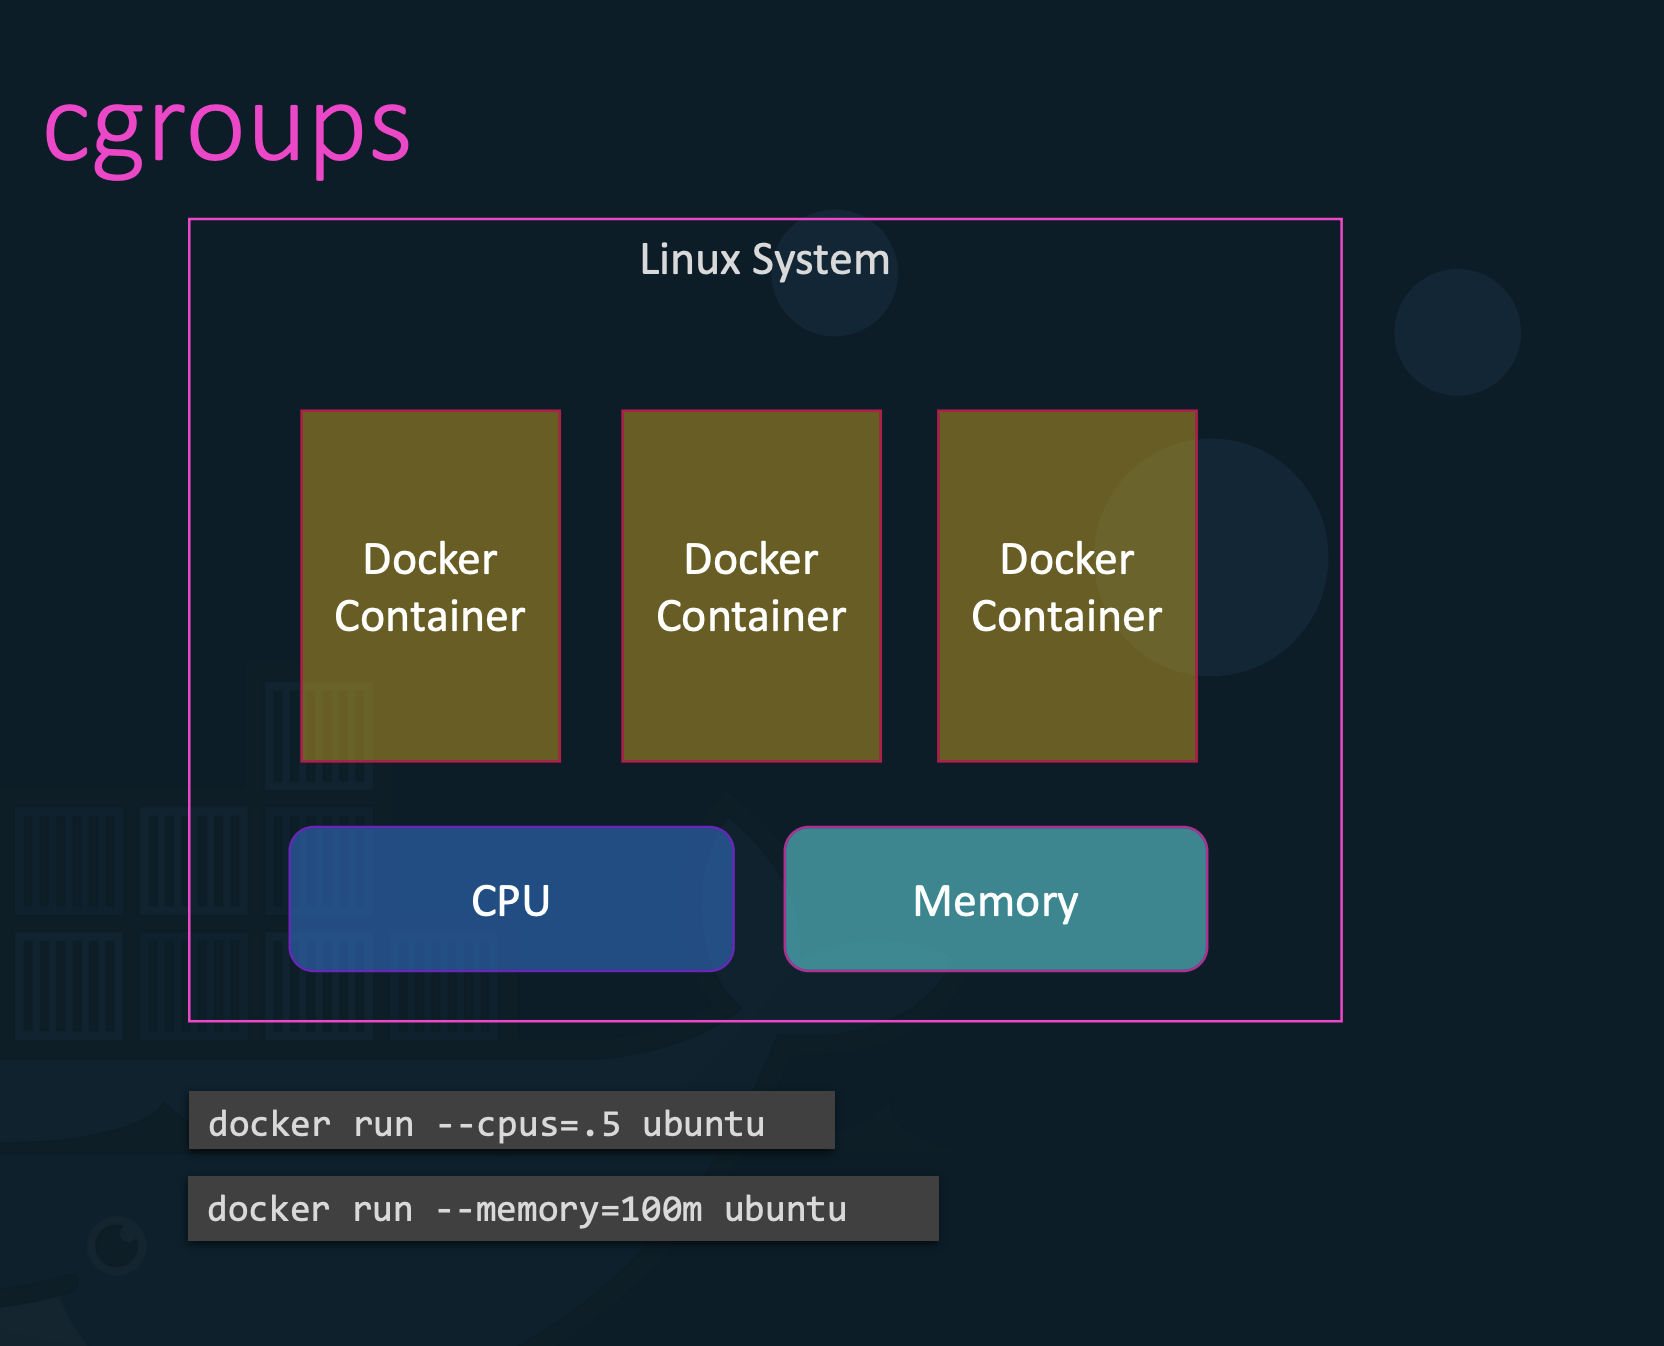 cgroups
Linux System
Docker
Container
Docker
Container
Docker
Container
CPU
Memory
docker run --cpus=.5 ubuntu
docker run --memory=100m ubuntu